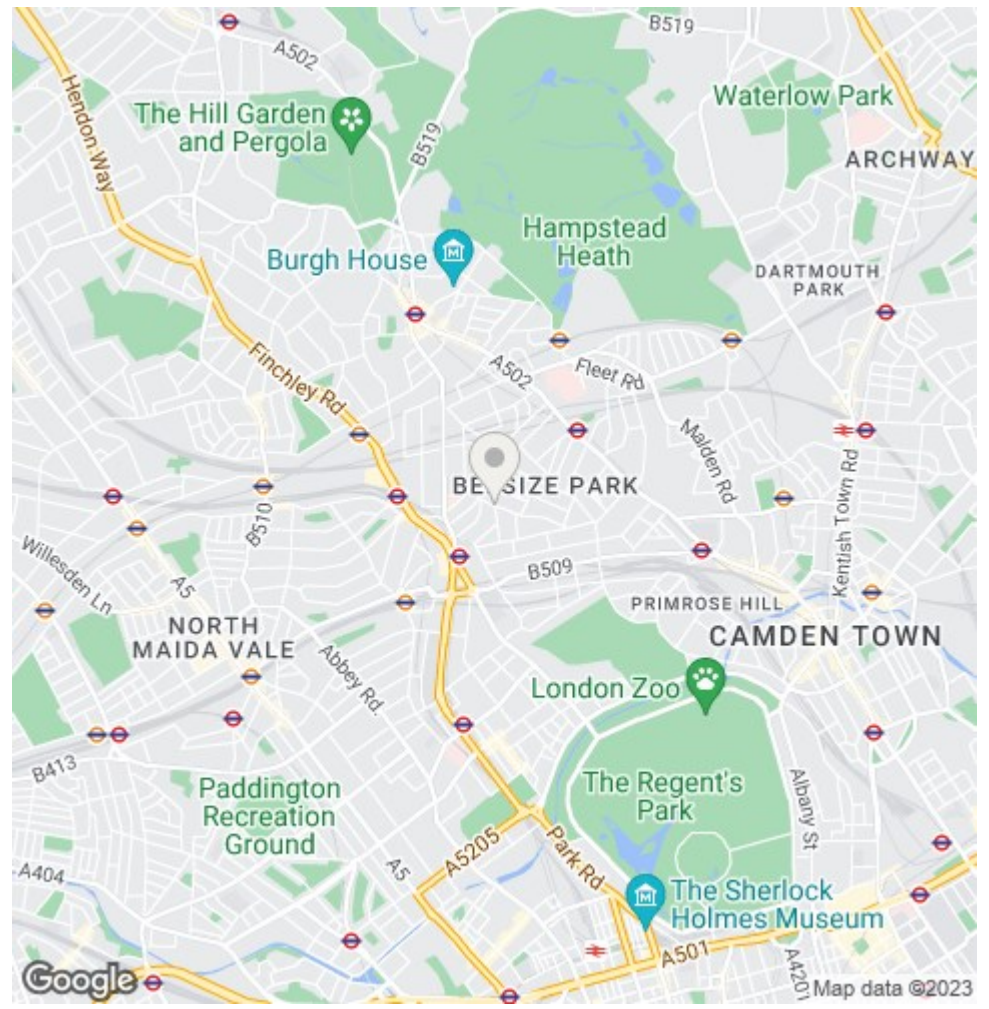 B519
A502
Hendon Way
The Hill Garden
and Pergola
B519
Waterlow Park
ARCHWAY
Hampstead
Heath
Burgh House
DARTMOUTH
PARK
Finchley Rd
A502
Fleet Rd
Malden Rd
BELSIZE PARK
B510
Kentish Town Rd
Willesden Ln
A5
B509
NORTH
MAIDA VALE
PRIMROSE HILL
CAMDEN TOWN
Abbey Rd.
London Zoo
B413
Paddington
Recreation
Ground
The Regent's
Park
Albany St
A404
A5
A5205
Park Rd
The Sherlock
Holmes Museum
A501
A4201
Google
Map data ©2023